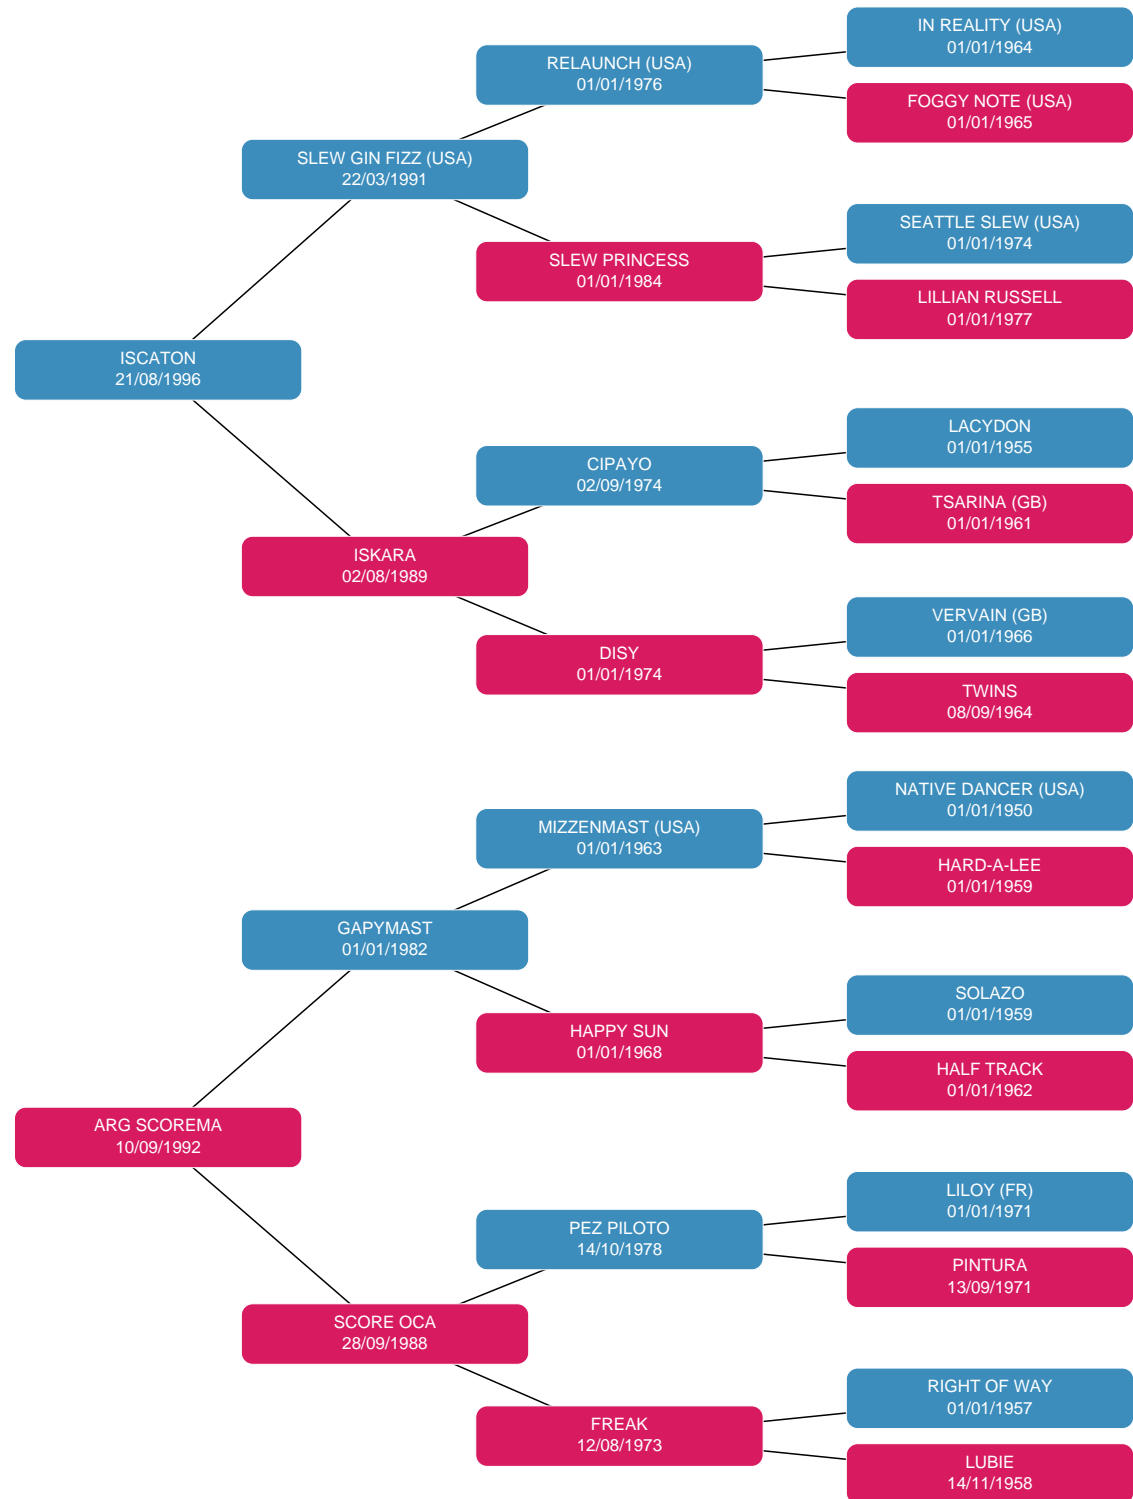 IN REALITY (USA)
01/01/1964
RELAUNCH (USA)
01/01/1976
FOGGY NOTE (USA)
01/01/1965
SLEW GIN FIZZ (USA)
22/03/1991
SEATTLE SLEW (USA)
01/01/1974
SLEW PRINCESS
01/01/1984
LILLIAN RUSSELL
01/01/1977
ISCATON
21/08/1996
LACYDON
01/01/1955
CIPAYO
02/09/1974
TSARINA (GB)
01/01/1961
ISKARA
02/08/1989
VERVAIN (GB)
01/01/1966
DISY
01/01/1974
TWINS
08/09/1964
NATIVE DANCER (USA)
01/01/1950
MIZZENMAST (USA)
01/01/1963
HARD-A-LEE
01/01/1959
GAPYMAST
01/01/1982
SOLAZO
01/01/1959
HAPPY SUN
01/01/1968
HALF TRACK
01/01/1962
ARG SCOREMA
10/09/1992
LILOY (FR)
01/01/1971
PEZ PILOTO
14/10/1978
PINTURA
13/09/1971
SCORE OCA
28/09/1988
RIGHT OF WAY
01/01/1957
FREAK
12/08/1973
LUBIE
14/11/1958